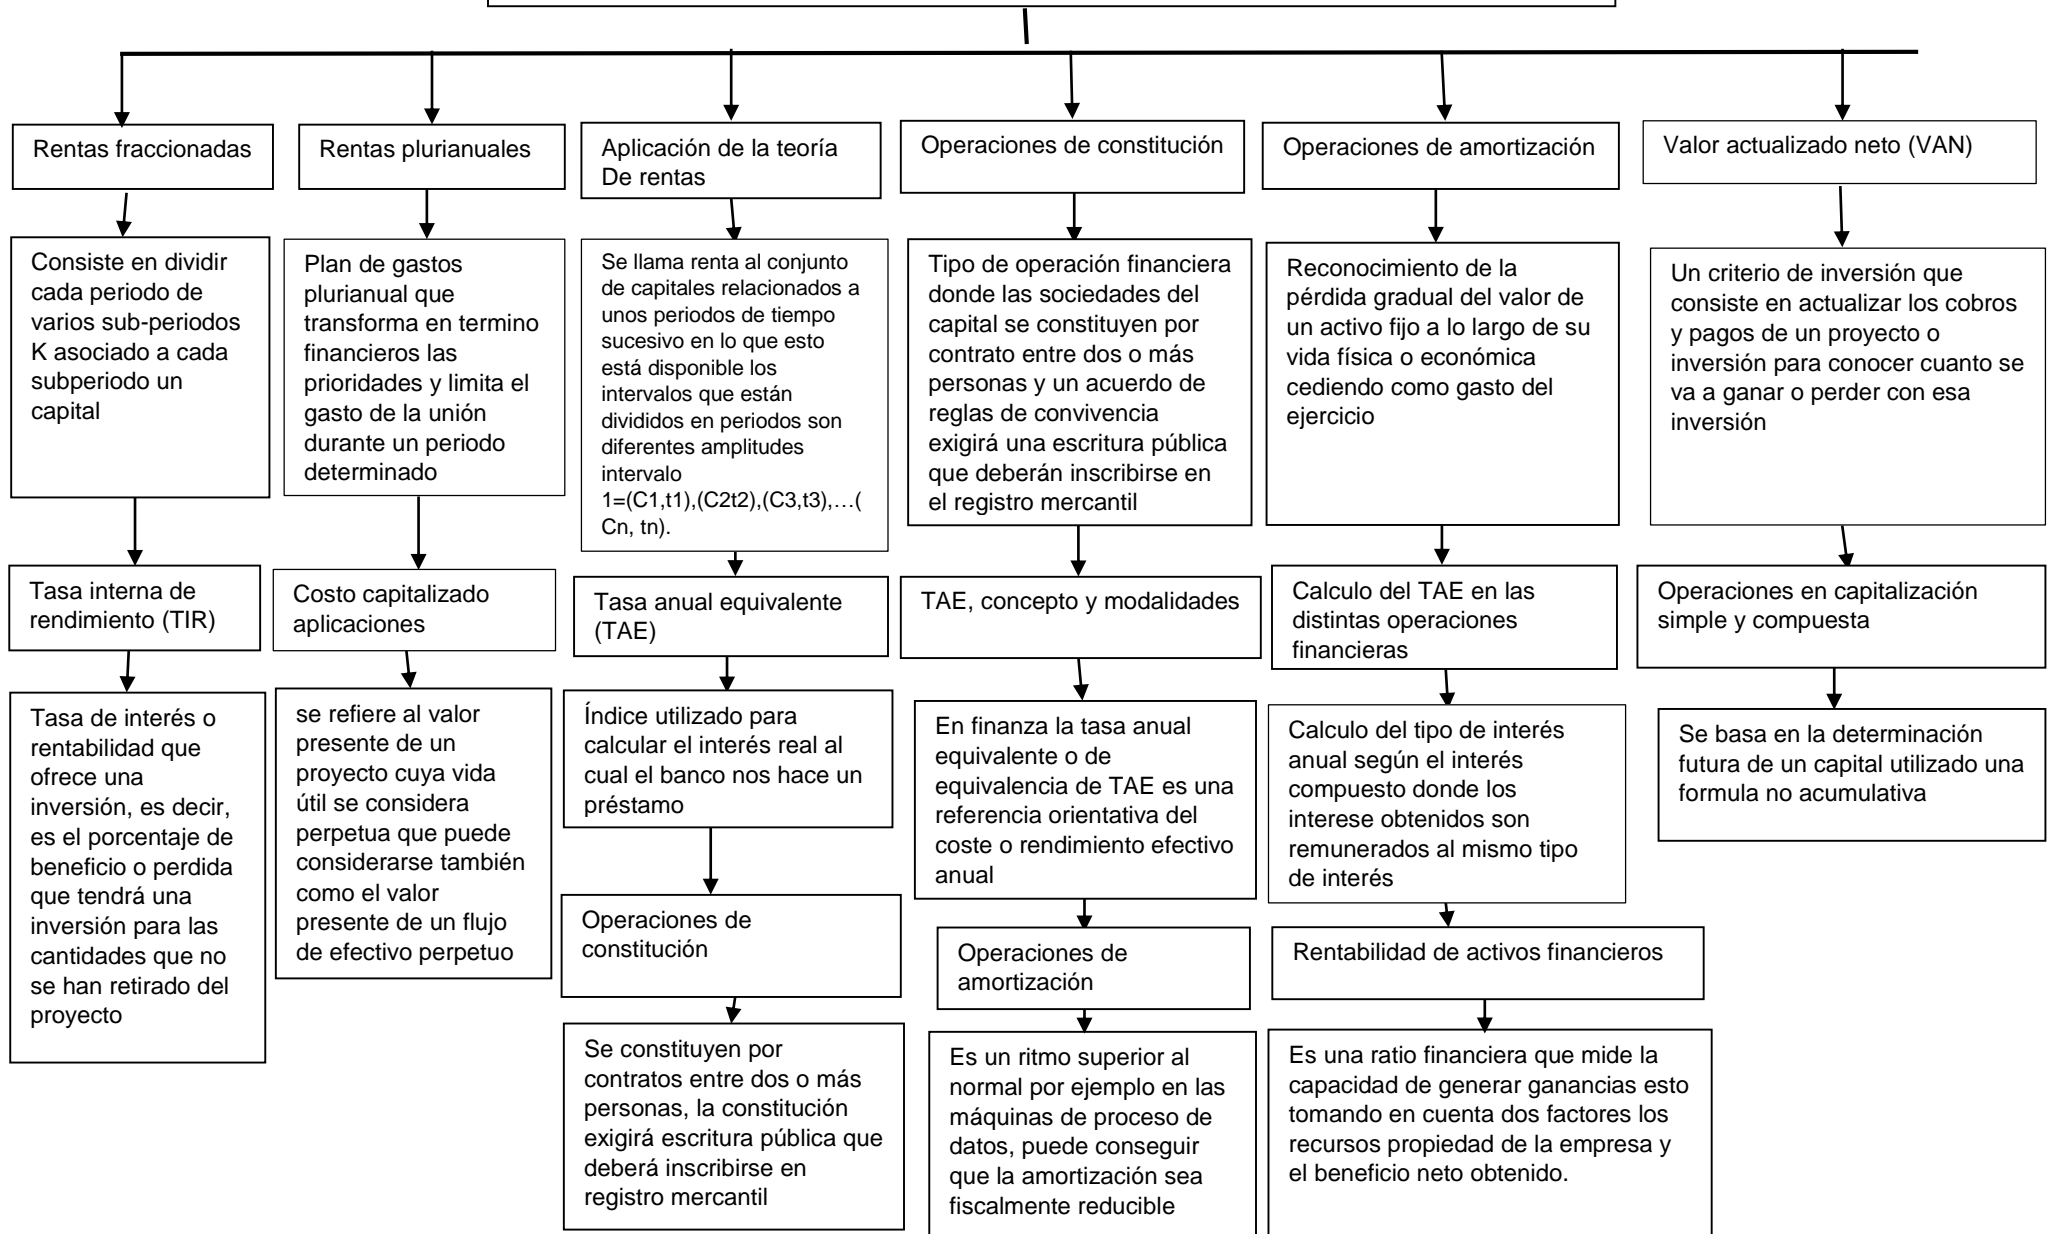 Rentas fraccionadas
Rentas plurianuales
Aplicación de la teoría
De rentas
Operaciones de constitución
Operaciones de amortización
Valor actualizado neto (VAN)
Consiste en dividir
cada periodo de
varios sub-periodos
K asociado a cada
subperiodo un
capital
Plan de gastos
plurianual que
transforma en termino
financieros las
prioridades y limita el
gasto de la unión
durante un periodo
determinado
Se llama renta al conjunto
de capitales relacionados a
unos periodos de tiempo
sucesivo en lo que esto
está disponible los
intervalos que están
divididos en periodos son
diferentes amplitudes
intervalo
1=(C1,t1),(C2t2),(C3,t3),…(
Cn, tn).
Tipo de operación financiera
donde las sociedades del
capital se constituyen por
contrato entre dos o más
personas y un acuerdo de
reglas de convivencia
exigirá una escritura pública
que deberán inscribirse en
el registro mercantil
Reconocimiento de la
pérdida gradual del valor de
un activo fijo a lo largo de su
vida física o económica
cediendo como gasto del
ejercicio
Un criterio de inversión que
consiste en actualizar los cobros
y pagos de un proyecto o
inversión para conocer cuanto se
va a ganar o perder con esa
inversión
Tasa interna de
rendimiento (TIR)
Costo capitalizado
aplicaciones
Tasa anual equivalente
(TAE)
TAE, concepto y modalidades
Calculo del TAE en las
distintas operaciones
financieras
Operaciones en capitalización
simple y compuesta
Tasa de interés o
rentabilidad que
ofrece una
inversión, es decir,
es el porcentaje de
beneficio o perdida
que tendrá una
inversión para las
cantidades que no
se han retirado del
proyecto
se refiere al valor
presente de un
proyecto cuya vida
útil se considera
perpetua que puede
considerarse también
como el valor
presente de un flujo
de efectivo perpetuo
Índice utilizado para
calcular el interés real al
cual el banco nos hace un
préstamo
En finanza la tasa anual
equivalente o de
equivalencia de TAE es una
referencia orientativa del
coste o rendimiento efectivo
anual
Calculo del tipo de interés
anual según el interés
compuesto donde los
interese obtenidos son
remunerados al mismo tipo
de interés
Se basa en la determinación
futura de un capital utilizado una
formula no acumulativa
Operaciones de
constitución
Operaciones de
amortización
Rentabilidad de activos financieros
Se constituyen por
contratos entre dos o más
personas, la constitución
exigirá escritura pública que
deberá inscribirse en
registro mercantil
Es un ritmo superior al
normal por ejemplo en las
máquinas de proceso de
datos, puede conseguir
que la amortización sea
fiscalmente reducible
Es una ratio financiera que mide la
capacidad de generar ganancias esto
tomando en cuenta dos factores los
recursos propiedad de la empresa y
el beneficio neto obtenido.